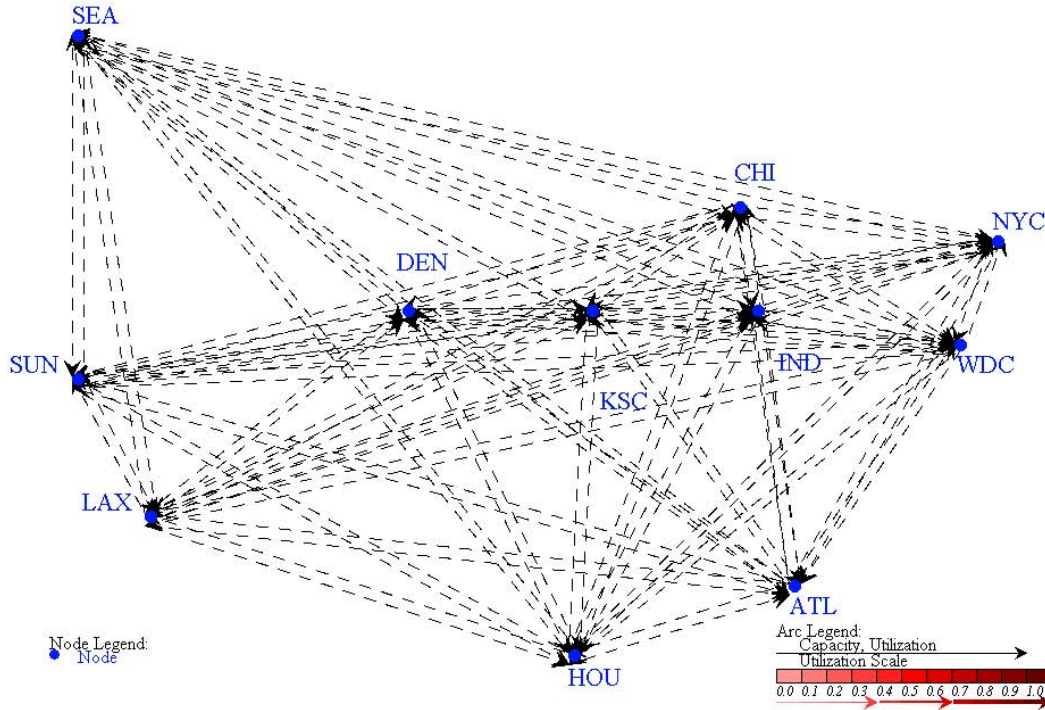 SEA
CHI
NYC
DEN
SUN
IND
WDC
KSC
LAX
ATL
HOU
Node Legend:
Node
Arc Legend:
Capacity, Utilization
Utilization Scale
0.0 0.1 0.2 0.3 0.4 0.5 0.6 0.7 0.8 0.9 1.0